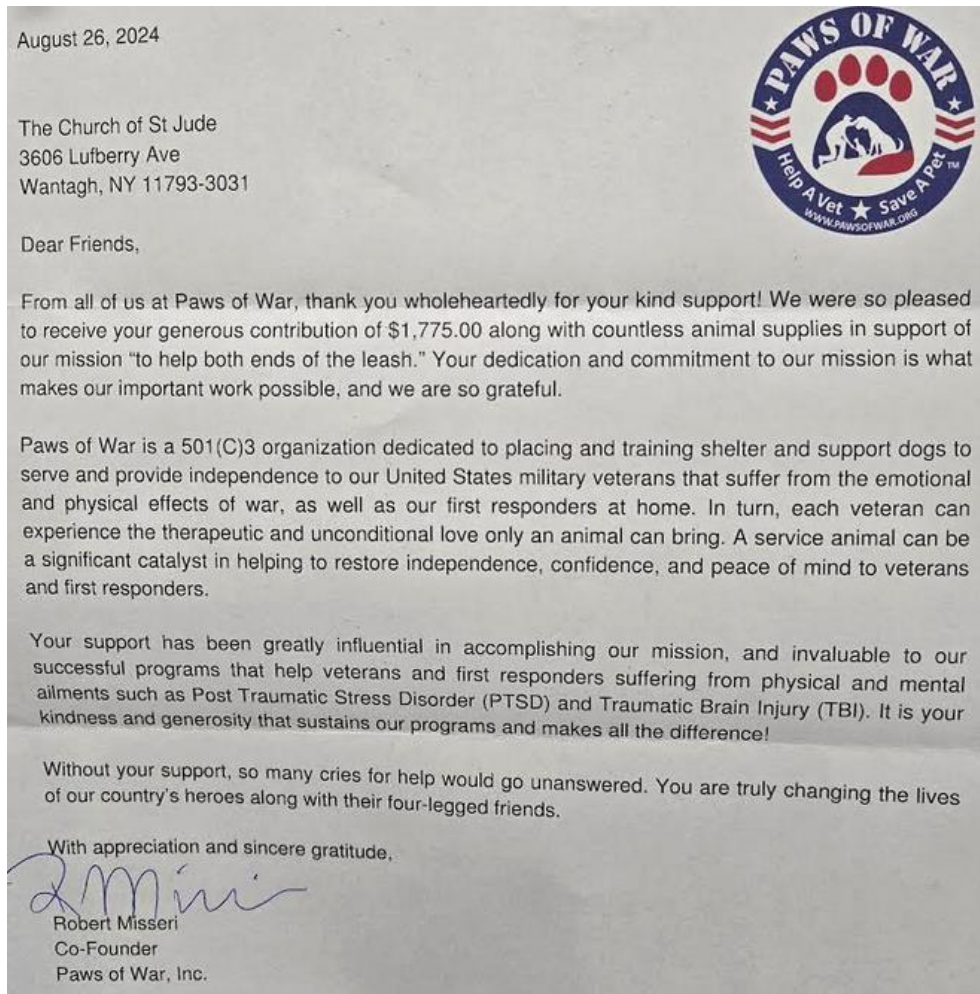 August 26, 2024
PAWS OF WAR
Help A Vet ★ Save A Pet ™
WWW.PAWSOFWAR.ORG
The Church of St Jude
3606 Lufberry Ave
Wantagh, NY 11793-3031
Dear Friends,
From all of us at Paws of War, thank you wholeheartedly for your kind support! We were so pleased
to receive your generous contribution of $1,775.00 along with countless animal supplies in support of
our mission “to help both ends of the leash.” Your dedication and commitment to our mission is what
makes our important work possible, and we are so grateful.
Paws of War is a 501(C)3 organization dedicated to placing and training shelter and support dogs to
serve and provide independence to our United States military veterans that suffer from the emotional
and physical effects of war, as well as our first responders at home. In turn, each veteran can
experience the therapeutic and unconditional love only an animal can bring. A service animal can be
a significant catalyst in helping to restore independence, confidence, and peace of mind to veterans
and first responders.
Your support has been greatly influential in accomplishing our mission, and invaluable to our
successful programs that help veterans and first responders suffering from physical and mental
ailments such as Post Traumatic Stress Disorder (PTSD) and Traumatic Brain Injury (TBI). It is your
kindness and generosity that sustains our programs and makes all the difference!
Without your support, so many cries for help would go unanswered. You are truly changing the lives
of our country’s heroes along with their four-legged friends.
With appreciation and sincere gratitude,
Robert Misseri
Co-Founder
Paws of War, Inc.